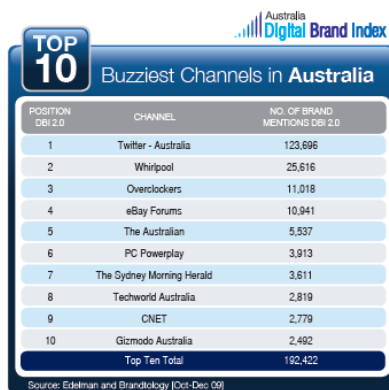 Australia
Digital Brand Index
TOP
10
Buzziest Channels in Australia
POSITION DBI 2.0 CHANNEL NO. OF BRAND MENTIONS DBI 2.0
1 Twitter - Australia 123,696
2 Whirlpool 25,616
3 Overclockers 11,018
4 eBay Forums 10,941
5 The Australian 5,537
6 PC Powerplay 3,913
7 The Sydney Morning Herald 3,611
8 Techworld Australia 2,819
9 CNET 2,779
10 Gizmodo Australia 2,492
Top Ten Total 192,422
Source: Edelman and Brandtology [Oct-Dec 09]